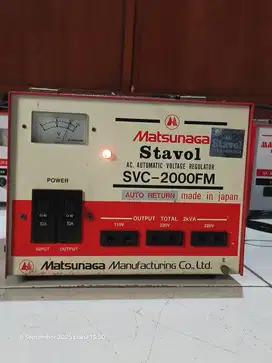 Matsunaga
Stavol
AC. AUTOMATIC VOLTAGE REGULATOR
SVC-2000FM
AUTO RETURN made in japan
POWER
OUTPUT TOTAL 2kVA
110V 220V 220V
INPUT OUTPUT
Matsunaga Manufacturing Co., Ltd.
Stavol
V